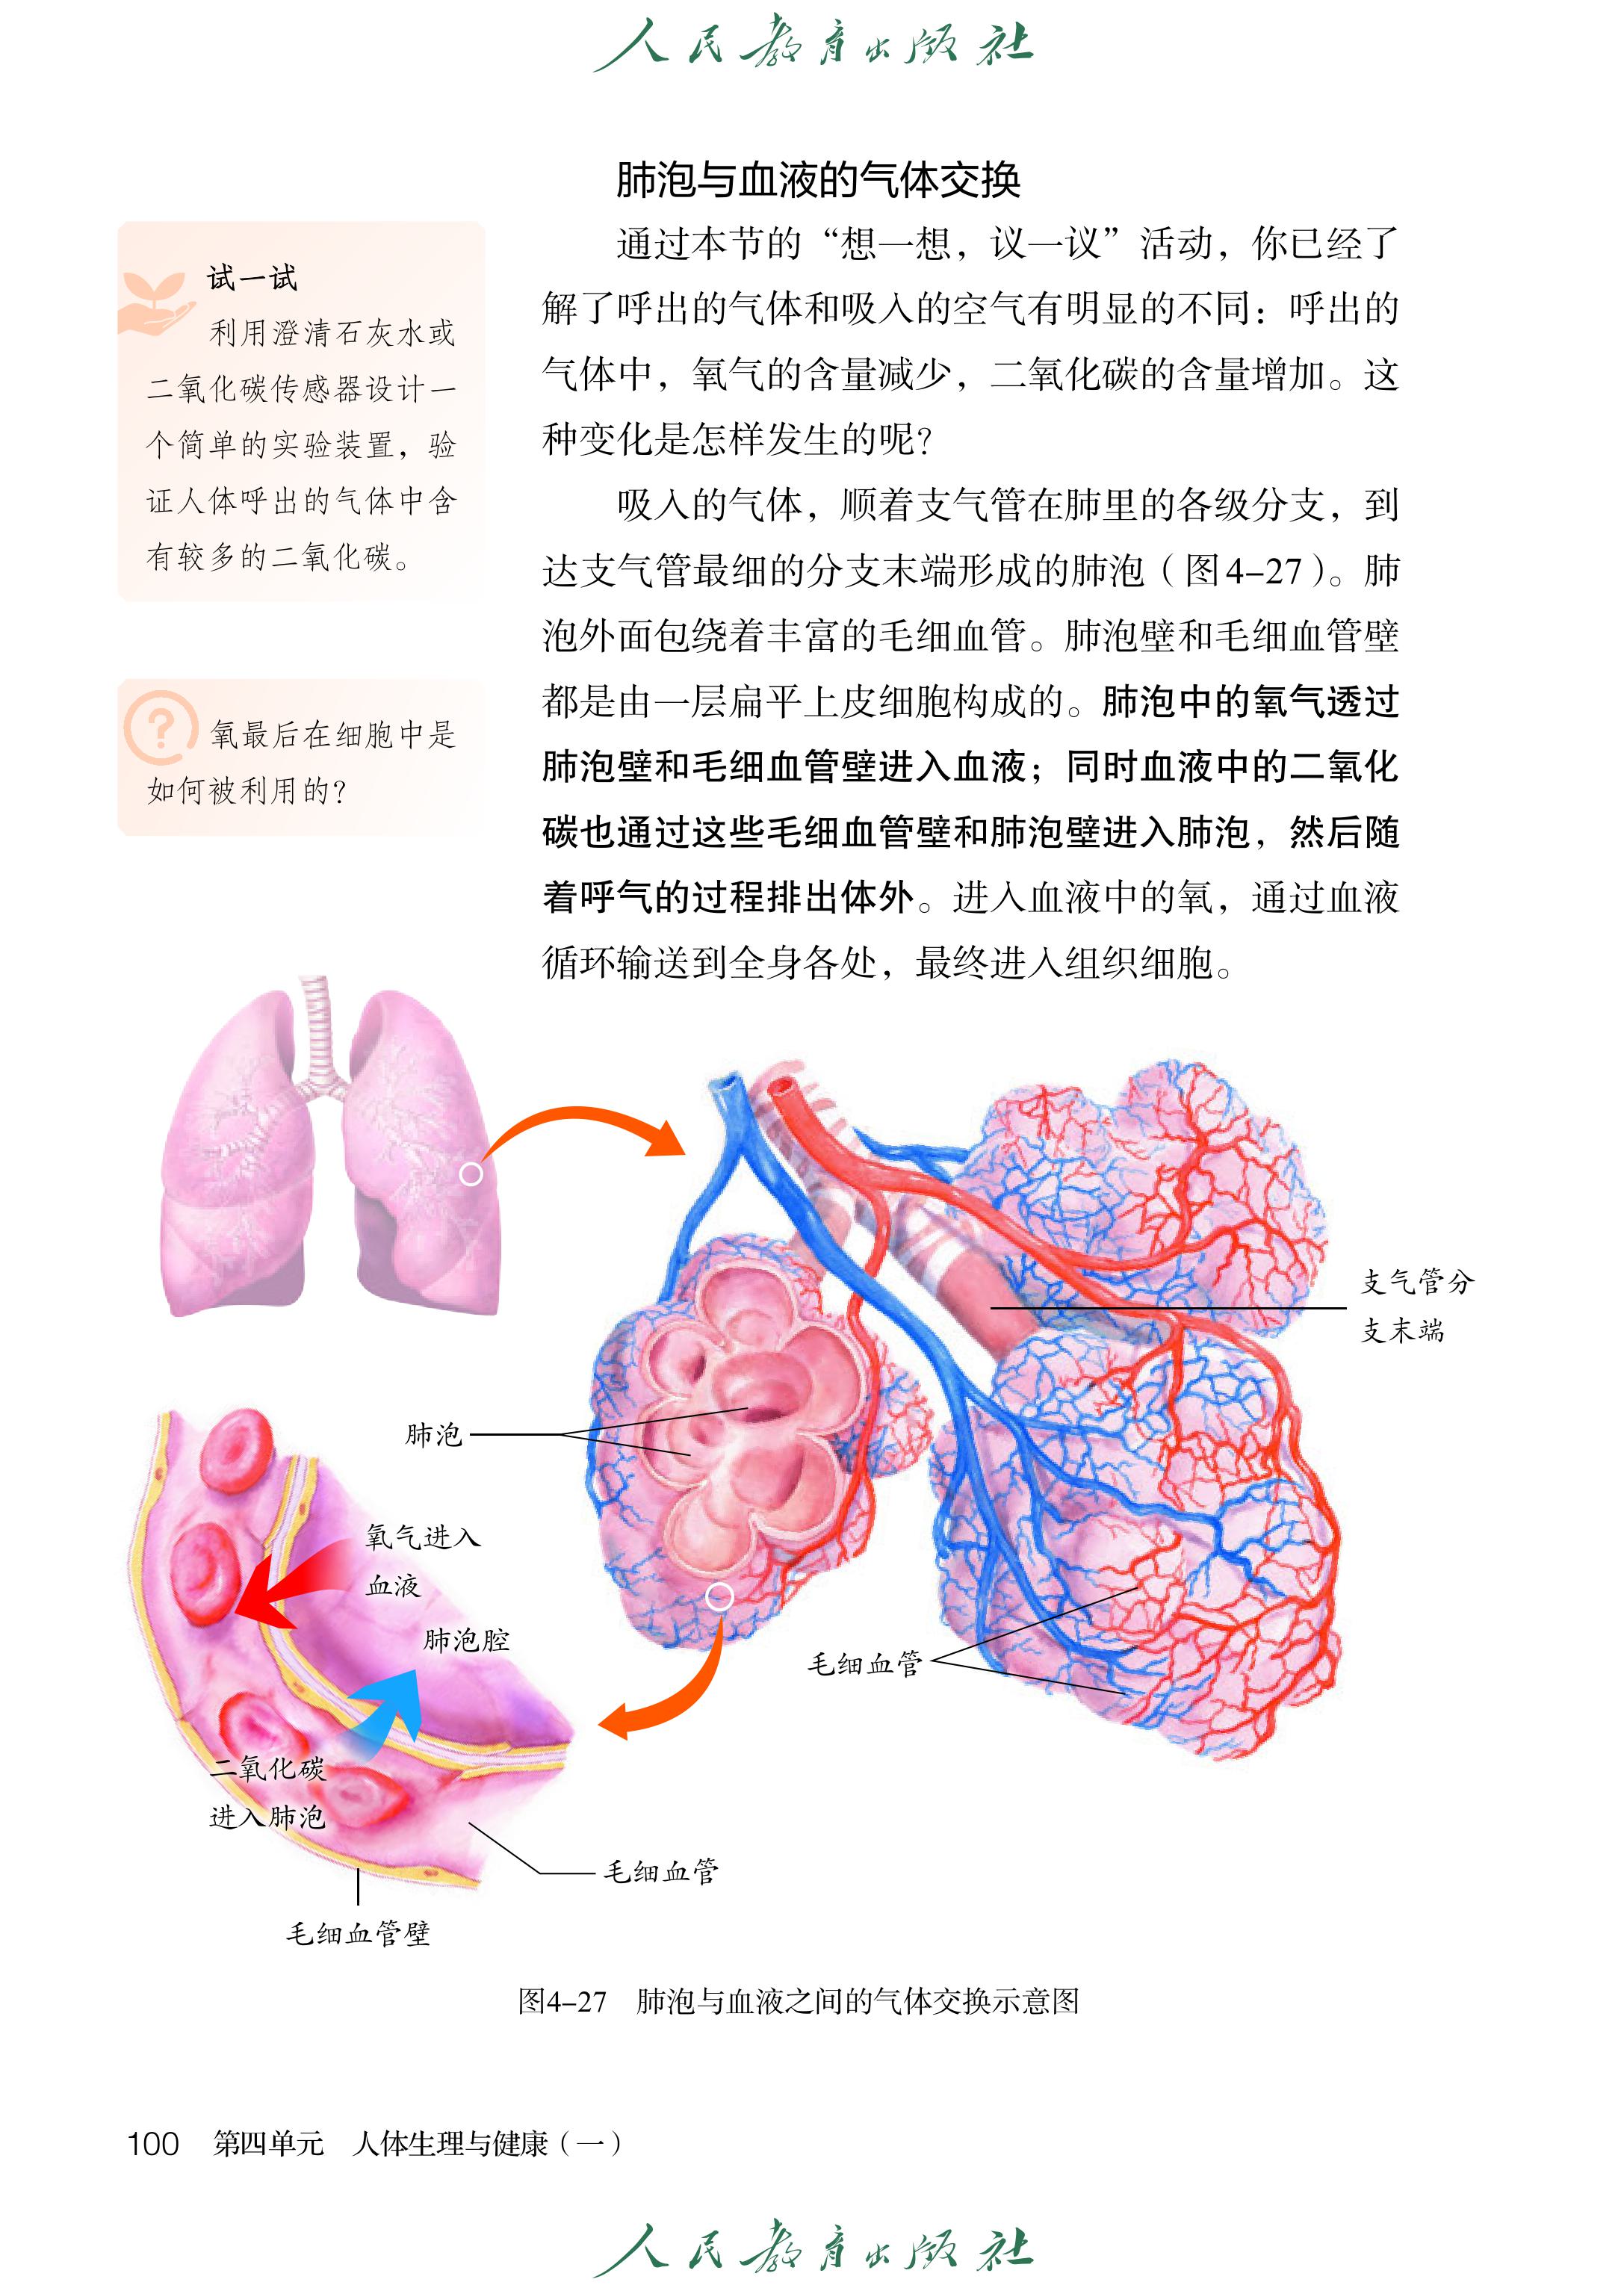 人民教育出版社
肺泡与血液的气体交换
通过本节的“想一想，议一议”活动，你已经了
解了呼出的气体和吸入的空气有明显的不同：呼出的
气体中，氧气的含量减少，二氧化碳的含量增加。这
种变化是怎样发生的呢？
吸入的气体，顺着支气管在肺里的各级分支，到
达支气管最细的分支末端形成的肺泡（图4–27）。肺
泡外面包绕着丰富的毛细血管。肺泡壁和毛细血管壁
都是由一层扁平上皮细胞构成的。肺泡中的氧气透过
肺泡壁和毛细血管壁进入血液；同时血液中的二氧化
碳也通过这些毛细血管壁和肺泡壁进入肺泡，然后随
着呼气的过程排出体外。进入血液中的氧，通过血液
循环输送到全身各处，最终进入组织细胞。
试一试
利用澄清石灰水或
二氧化碳传感器设计一
个简单的实验装置，验
证人体呼出的气体中含
有较多的二氧化碳。
?
氧最后在细胞中是
如何被利用的？
支气管分
支末端
肺泡
氧气进入
血液
肺泡腔
毛细血管
二氧化碳
进入肺泡
毛细血管
毛细血管壁
图4–27　肺泡与血液之间的气体交换示意图
100　第四单元　人体生理与健康（一）
人民教育出版社